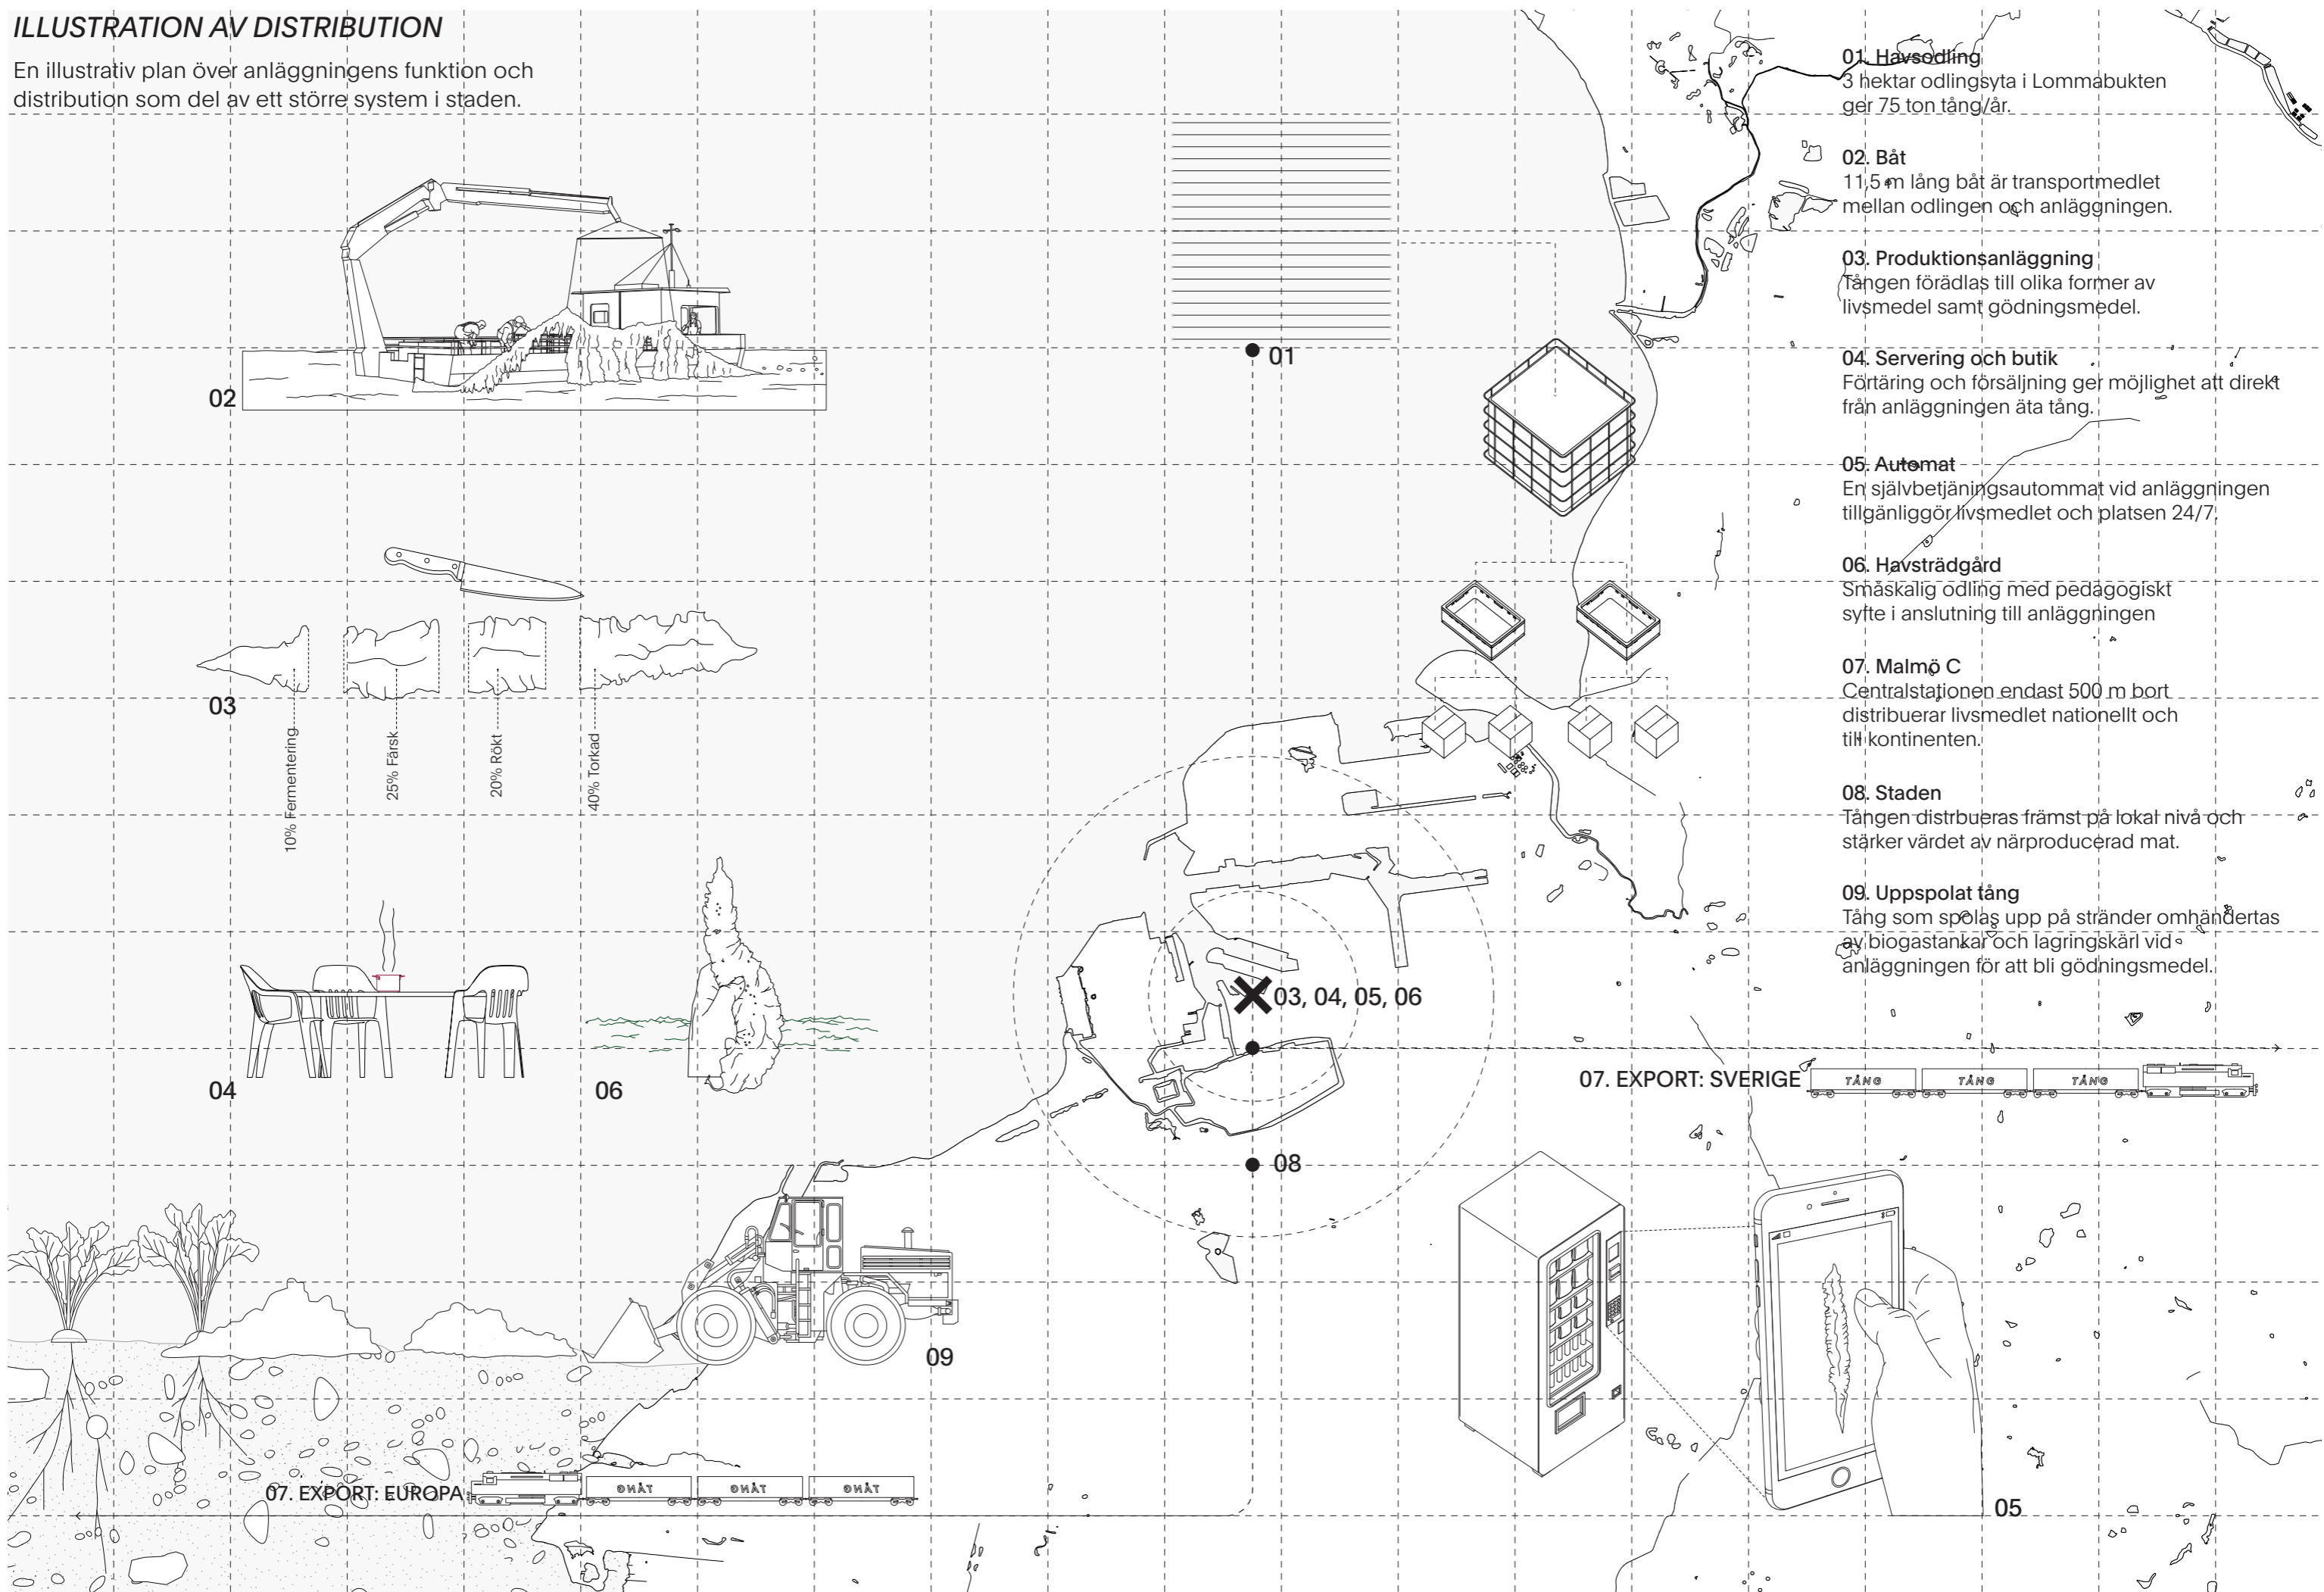 ILLUSTRATION AV DISTRIBUTION
En illustrativ plan över anläggningens funktion och
distribution som del av ett större system i staden.
01. Havsodling
3 hektar odlingsyta i Lommabukten
ger 75 ton tång/år.
02. Båt
11,5 m lång båt är transportmedlet
mellan odlingen och anläggningen.
03. Produktionsanläggning
Tången förädlas till olika former av
livsmedel samt gödningsmedel.
04. Servering och butik
Förtäring och försäljning ger möjlighet att direkt
från anläggningen äta tång.
05. Automat
En självbetjäningsautommat vid anläggningen
tillgänliggör livsmedlet och platsen 24/7.
06. Havsträdgård
Småskalig odling med pedagogiskt
syfte i anslutning till anläggningen
07. Malmö C
Centralstationen endast 500 m bort
distribuerar livsmedlet nationellt och
till kontinenten.
08. Staden
Tången distrbueras främst på lokal nivå och
stärker värdet av närproducerad mat.
09. Uppspolat tång
Tång som spolas upp på stränder omhändertas
av biogastankar och lagringskärl vid
anläggningen för att bli gödningsmedel.
01
02
03
10% Fermentering
25% Färsk
20% Rökt
40% Torkad
03, 04, 05, 06
04
06
07. EXPORT: SVERIGE
TÅNG
TÅNG
TÅNG
08
09
07. EXPORT: EUROPA
TÅNG
TÅNG
TÅNG
05